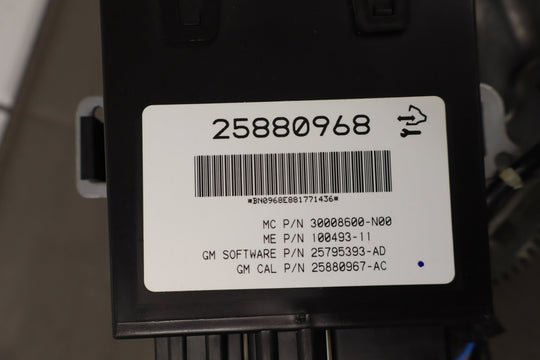 25880968
*BN0968E881771436*
MC P/N 30008600-N00
ME P/N 100493-11
GM SOFTWARE P/N 25795393-AD
GM CAL P/N 25880967-AC